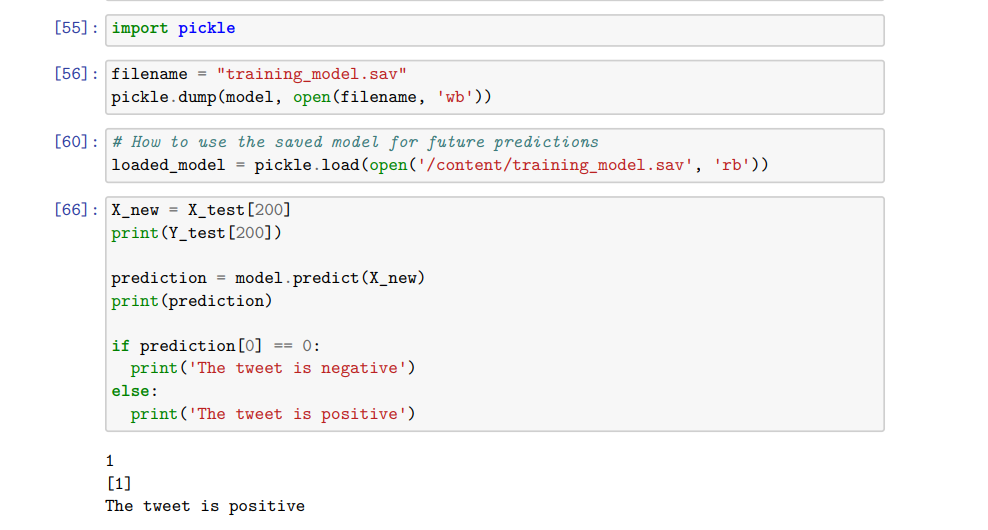 [55]: import pickle
[56]: filename = "training_model.sav"
pickle.dump(model, open(filename, 'wb'))
[60]: # How to use the saved model for future predictions
loaded_model = pickle.load(open('/content/training_model.sav', 'rb'))
[66]: X_new = X_test[200]
print(Y_test[200])
prediction = model.predict(X_new)
print(prediction)
if prediction[0] == 0:
  print('The tweet is negative')
else:
  print('The tweet is positive')
1
[1]
The tweet is positive